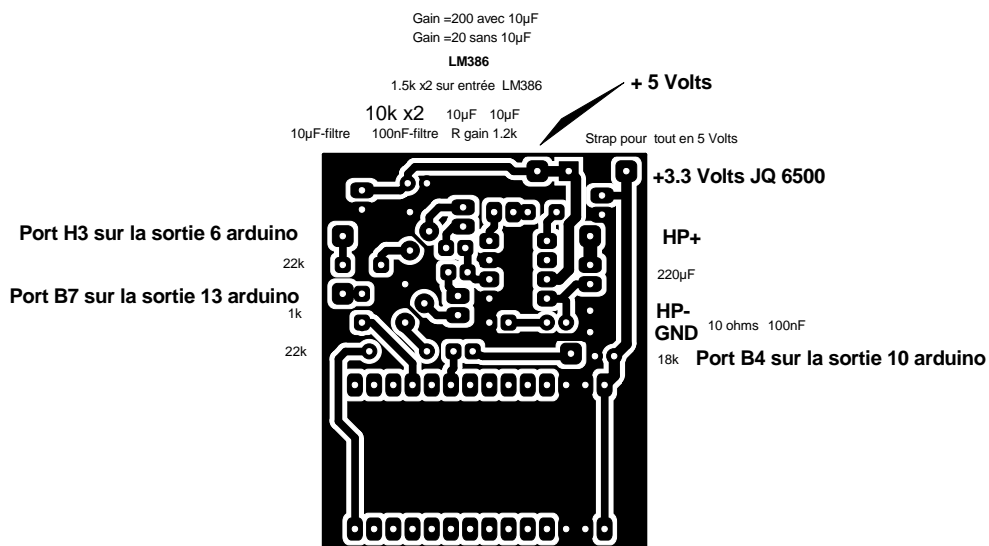 Gain =200 avec 10µF
Gain =20 sans 10µF
LM386
1.5k x2 sur entrée LM386
+ 5 Volts
10k x2 10µF 10µF
10µF-filtre 100nF-filtre R gain 1.2k
Strap pour tout en 5 Volts
+3.3 Volts JQ 6500
Port H3 sur la sortie 6 arduino
HP+
22k
220µF
Port B7 sur la sortie 13 arduino
1k
HP-
GND
10 ohms 100nF
22k
18k Port B4 sur la sortie 10 arduino